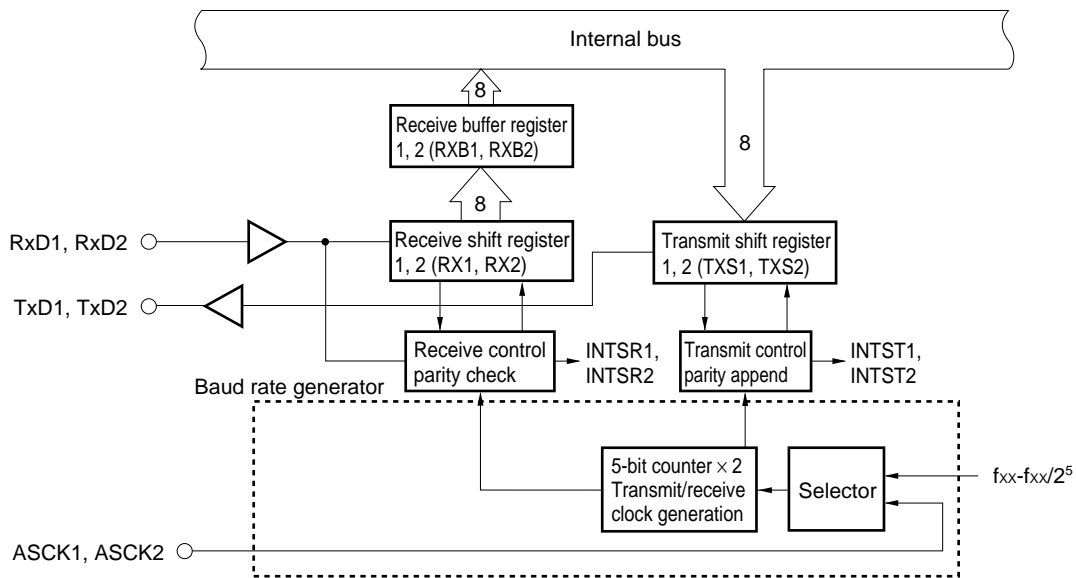 Internal bus
8
Receive buffer register
1, 2 (RXB1, RXB2)
8
8
RxD1, RxD2
Receive shift register
1, 2 (RX1, RX2)
Transmit shift register
1, 2 (TXS1, TXS2)
TxD1, TxD2
Receive control
parity check
INTSR1,
INTSR2
Transmit control
parity append
INTST1,
INTST2
Baud rate generator
5-bit counter × 2
Transmit/receive
clock generation
Selector
fXX-fXX/2⁵
ASCK1, ASCK2